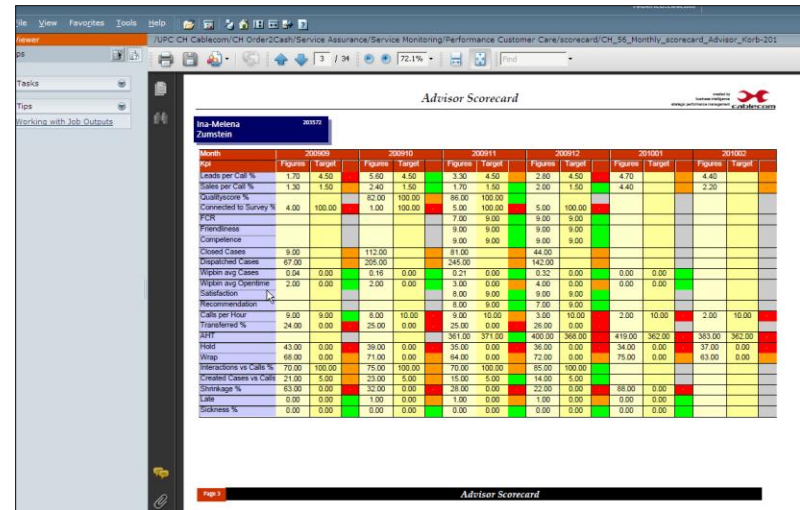 File View Favorites Tools Help
/UPC CH Cablecom/CH Order2Cash/Service Assurance/Service Monitoring/Performance Customer Care/scorecard/CH_56_Monthly_scorecard_Advisor_Korb-201
3 / 34 72.1% Find
Tasks
Tips
Working with Job Outputs
Advisor Scorecard
created by
business intelligence
strategic performance management
cablecom
Ina-Melena 203572
Zumstein
Month 200909 200910 200911 200912 201001 201002
Kpi Figures Target Figures Target Figures Target Figures Target Figures Target Figures Target
Leads per Call % 1.70 4.50 5.60 4.50 3.30 4.50 2.80 4.50 4.70 4.40
Sales per Call % 1.30 1.50 2.40 1.50 1.70 1.50 2.00 1.50 4.40 2.20
Qualityscore % 82.00 100.00 86.00 100.00
Connected to Survey % 4.00 100.00 1.00 100.00 5.00 100.00 5.00 100.00
FCR 7.00 9.00 9.00 9.00
Friendliness 9.00 9.00 9.00 9.00
Competence 9.00 9.00 9.00 9.00
Closed Cases 9.00 112.00 81.00 44.00
Dispatched Cases 67.00 205.00 245.00 142.00
Wipbin avg Cases 0.04 0.00 0.16 0.00 0.21 0.00 0.32 0.00 0.00 0.00
Wipbin avg Opentime 2.00 0.00 2.00 0.00 3.00 0.00 4.00 0.00 0.00 0.00
Satisfaction 8.00 9.00 9.00 9.00
Recommendation 8.00 9.00 7.00 9.00
Calls per Hour 9.00 9.00 8.00 10.00 9.00 10.00 3.00 10.00 2.00 10.00 2.00 10.00
Transferred % 24.00 0.00 25.00 0.00 25.00 0.00 26.00 0.00
AHT 361.00 371.00 400.00 368.00 419.00 362.00 383.00 362.00
Hold 43.00 0.00 39.00 0.00 35.00 0.00 36.00 0.00 34.00 0.00 37.00 0.00
Wrap 68.00 0.00 71.00 0.00 64.00 0.00 72.00 0.00 75.00 0.00 63.00 0.00
Interactions vs Calls % 70.00 100.00 75.00 100.00 70.00 100.00 85.00 100.00
Created Cases vs Calls 21.00 5.00 23.00 5.00 15.00 5.00 14.00 5.00
Shrinkage % 63.00 0.00 32.00 0.00 28.00 0.00 22.00 0.00 88.00 0.00
Late 0.00 0.00 1.00 0.00 1.00 0.00 1.00 0.00 0.00 0.00
Sickness % 0.00 0.00 0.00 0.00 0.00 0.00 0.00 0.00 0.00 0.00
Page 3 Advisor Scorecard